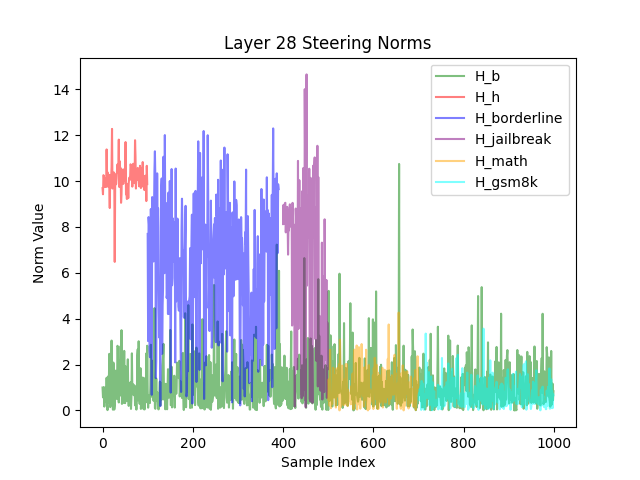 Layer 28 Steering Norms
H_b
H_h
H_borderline
H_jailbreak
H_math
H_gsm8k
Norm Value
14
12
10
8
6
4
2
0
0 200 400 600 800 1000
Sample Index